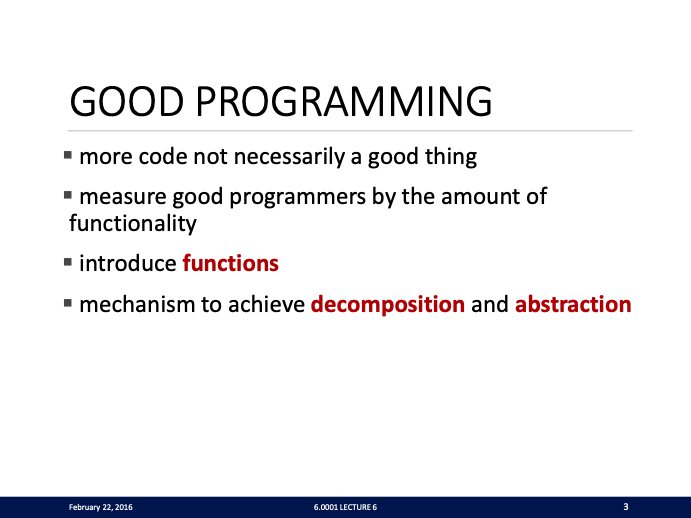 GOOD PROGRAMMING
▪ more code not necessarily a good thing
▪ measure good programmers by the amount of
functionality
▪ introduce functions
▪ mechanism to achieve decomposition and abstraction
February 22, 2016
6.0001 LECTURE 6
3